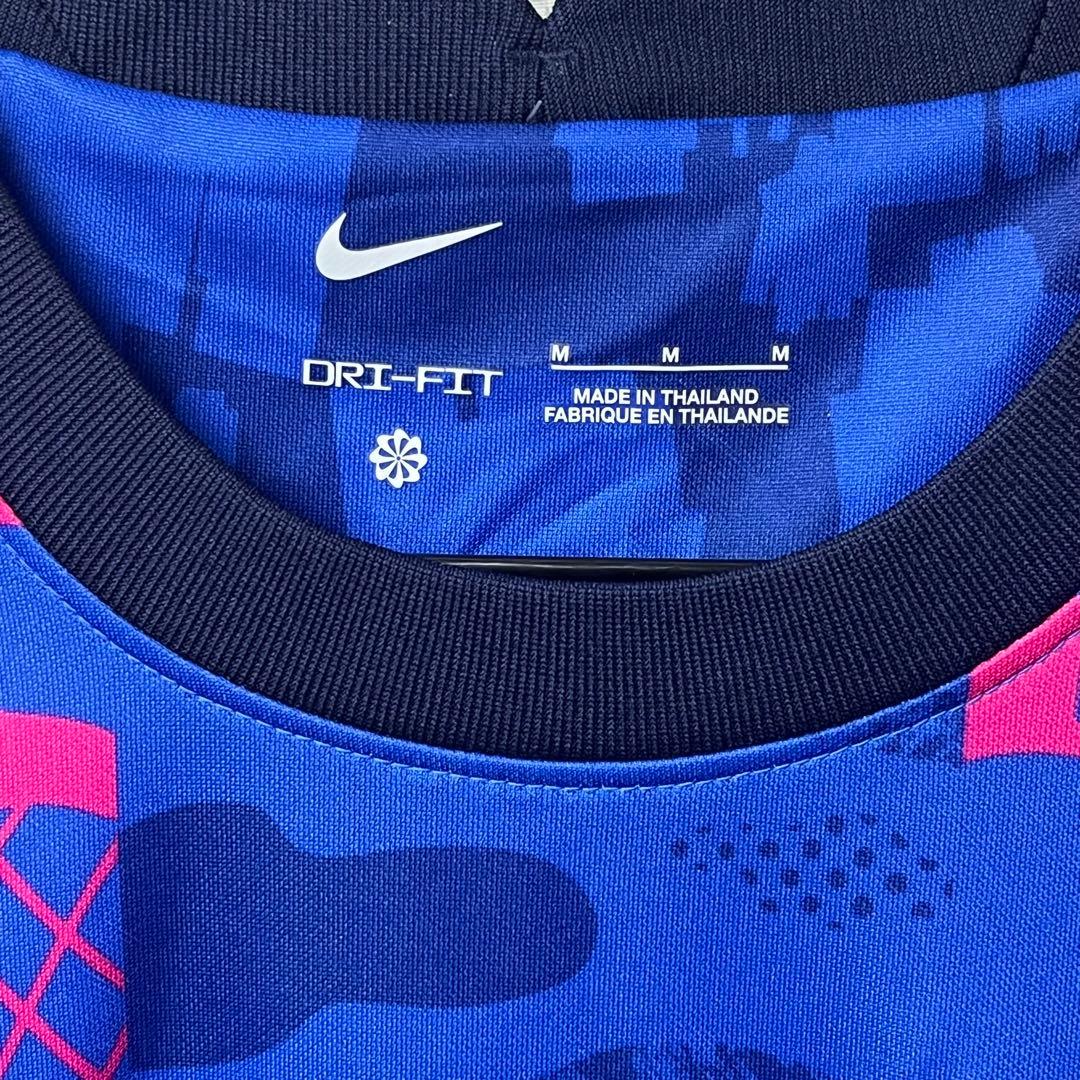 DRI-FIT
M M M
MADE IN THAILAND
FABRIQUE EN THAILANDE